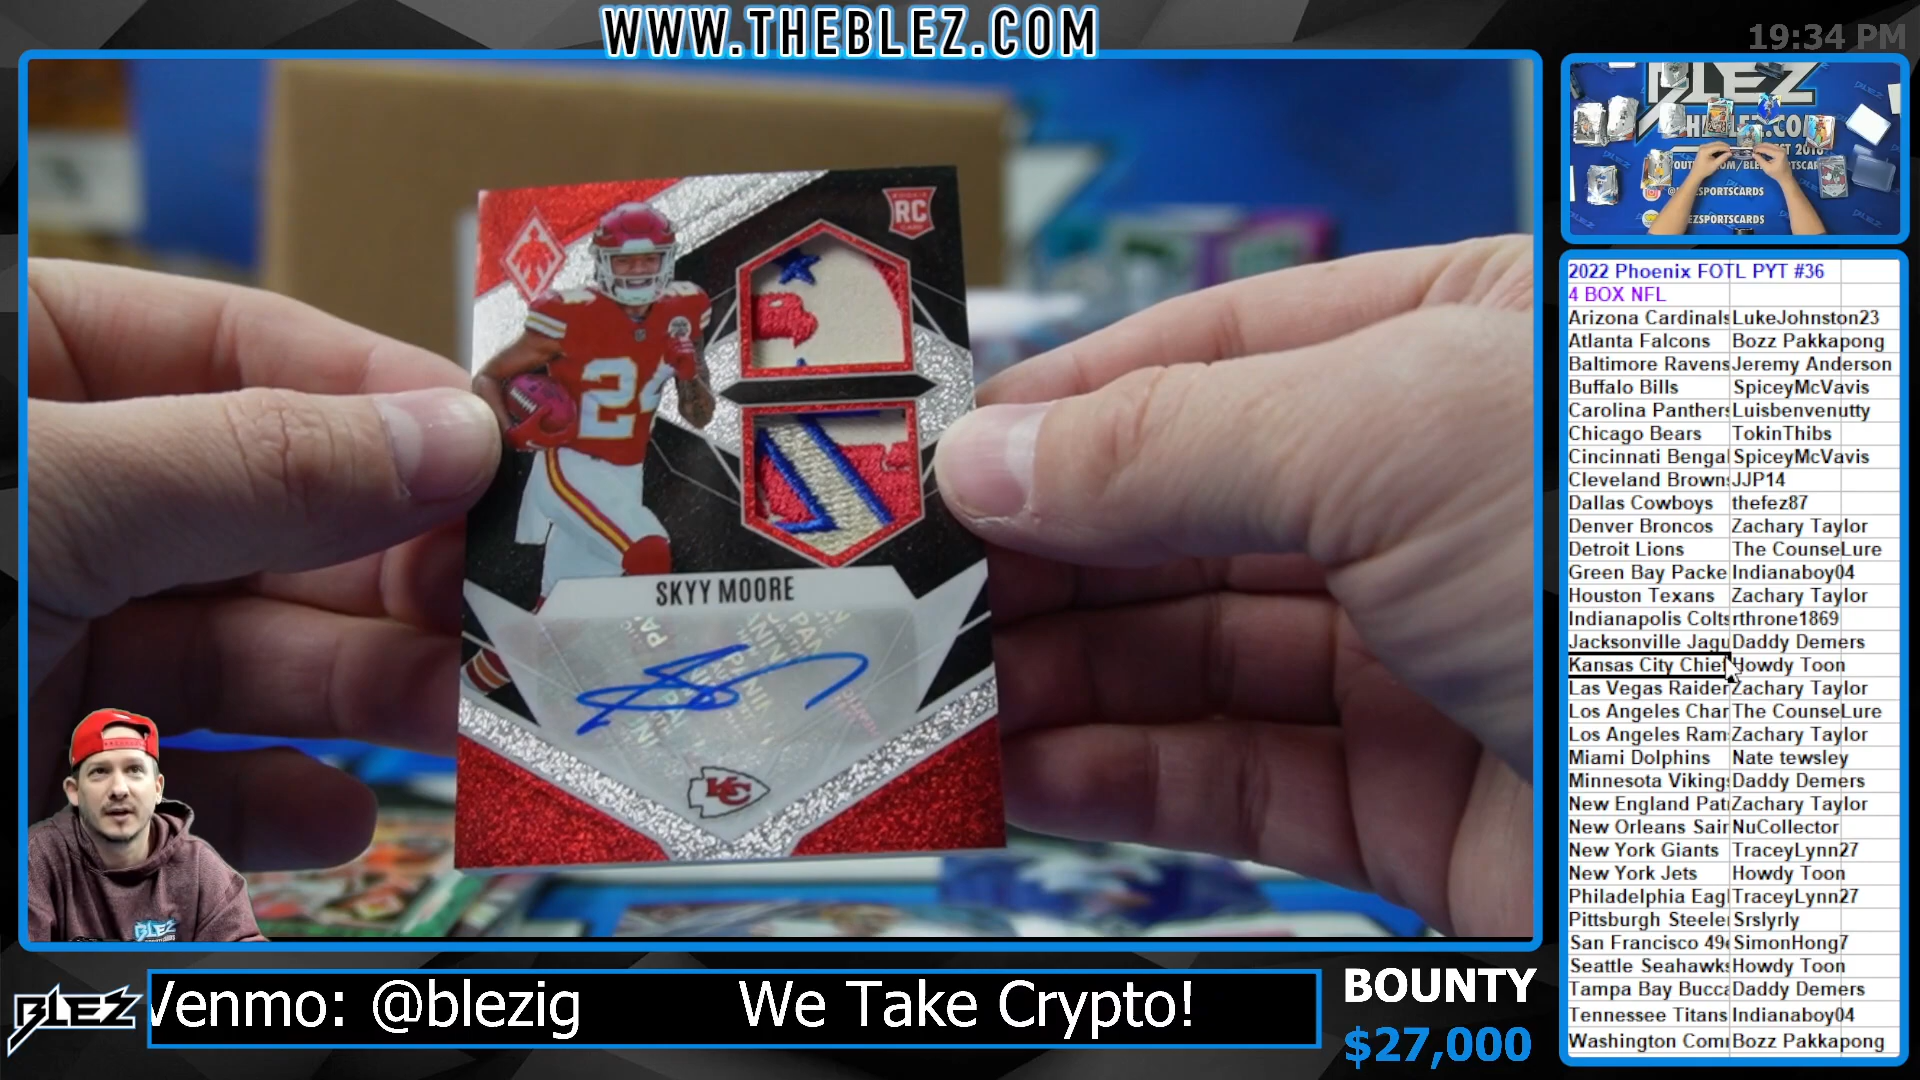 WWW.THEBLEZ.COM
19:34 PM
RC
24
SKYY MOORE
KC
BLEZ
2022 Phoenix FOTL PYT #36
4 BOX NFL
Arizona Cardinals LukeJohnston23
Atlanta Falcons Bozz Pakkapong
Baltimore Ravens Jeremy Anderson
Buffalo Bills SpiceyMcVavis
Carolina Panthers Luisbenvenutty
Chicago Bears TokinThibs
Cincinnati Bengal SpiceyMcVavis
Cleveland Browns JJP14
Dallas Cowboys thefez87
Denver Broncos Zachary Taylor
Detroit Lions The CounseLure
Green Bay Packe Indianaboy04
Houston Texans Zachary Taylor
Indianapolis Colts rthrone1869
Jacksonville Jagu Daddy Demers
Kansas City Chief Howdy Toon
Las Vegas Raider Zachary Taylor
Los Angeles Char The CounseLure
Los Angeles Ram Zachary Taylor
Miami Dolphins Nate tewsley
Minnesota Vikings Daddy Demers
New England Pat Zachary Taylor
New Orleans Sain NuCollector
New York Giants TraceyLynn27
New York Jets Howdy Toon
Philadelphia Eagl TraceyLynn27
Pittsburgh Steele Srslyrly
San Francisco 49e SimonHong7
Seattle Seahawks Howdy Toon
Tampa Bay Bucca Daddy Demers
Tennessee Titans Indianaboy04
Washington Com Bozz Pakkapong
BLEZ
Venmo: @blezig We Take Crypto!
BOUNTY
$27,000